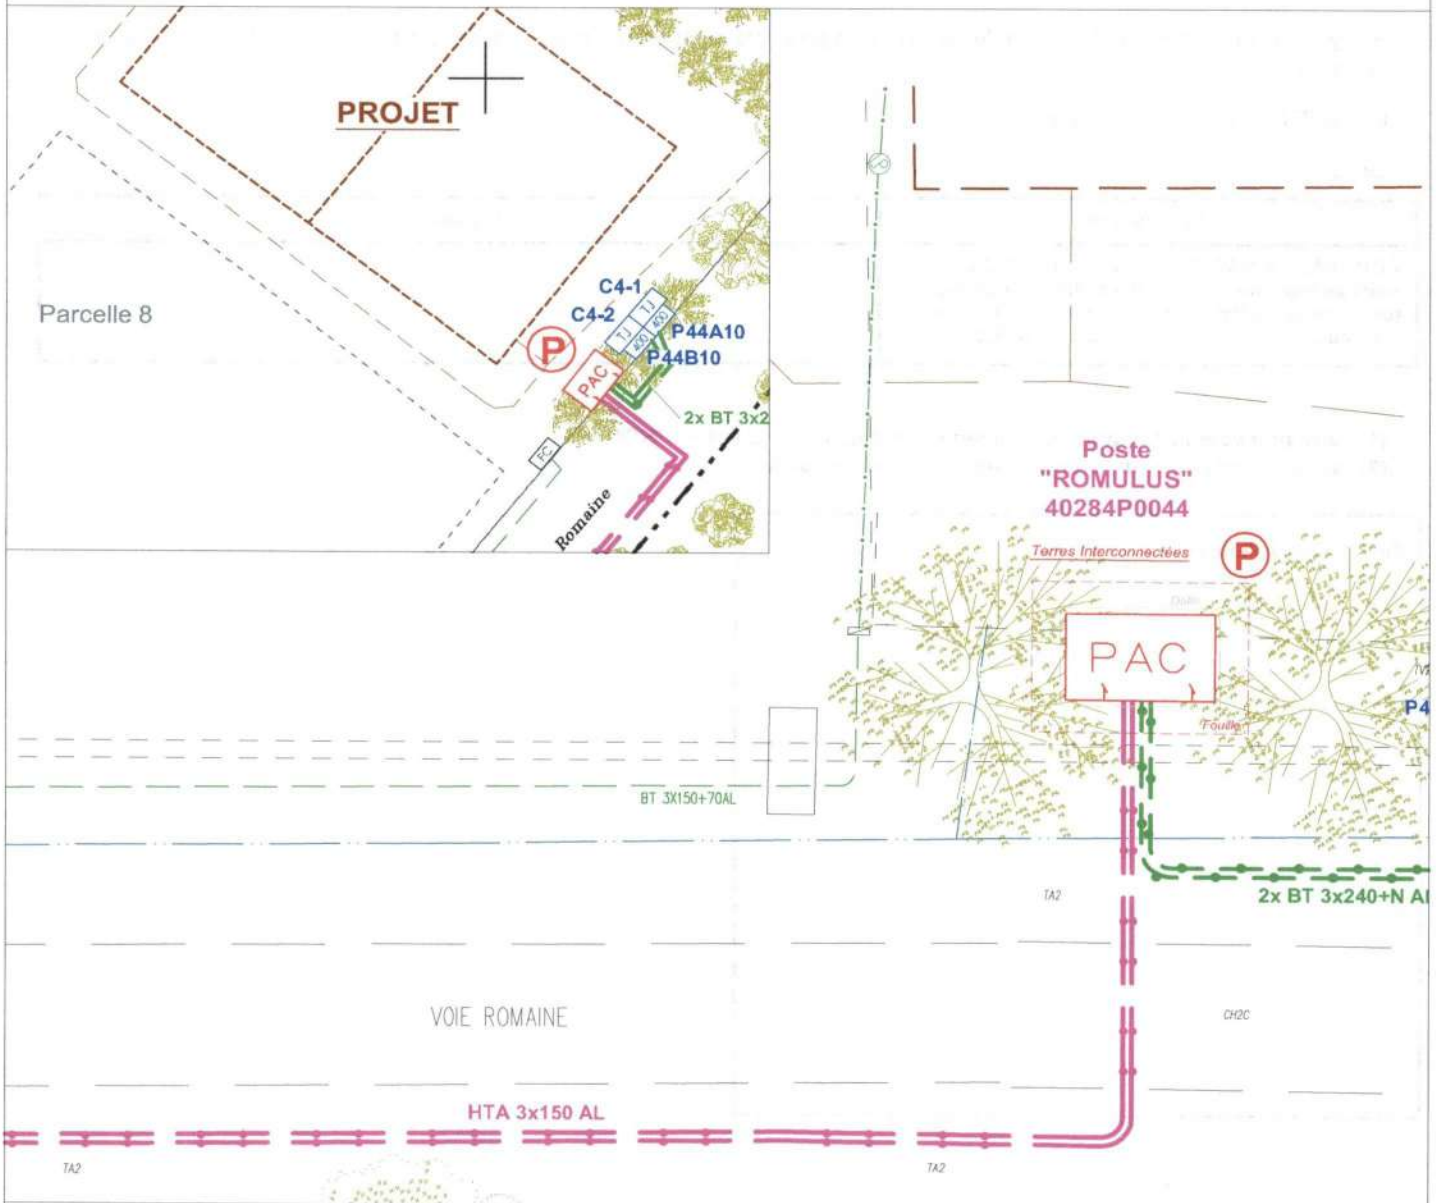 PROJET
Parcelle 8
C4-1
C4-2
TJ
TJ
400
400
P44A10
P44B10
P
PAC
2x BT 3x2
FC
Romaine
Poste
"ROMULUS"
40284P0044
Terres Interconnectées
P
PAC
Fouille
P4
BT 3X150+70AL
TA2
2x BT 3x240+N Al
VOIE ROMAINE
CH2C
HTA 3x150 AL
TA2
TA2